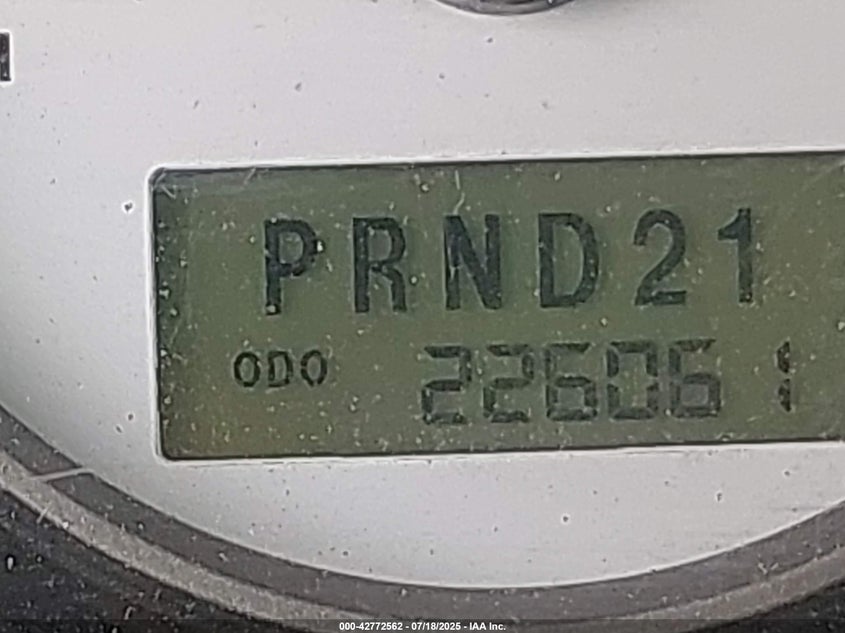 PRND21
ODO 226061
000-42772562 - 07/18/2025 - IAA Inc.